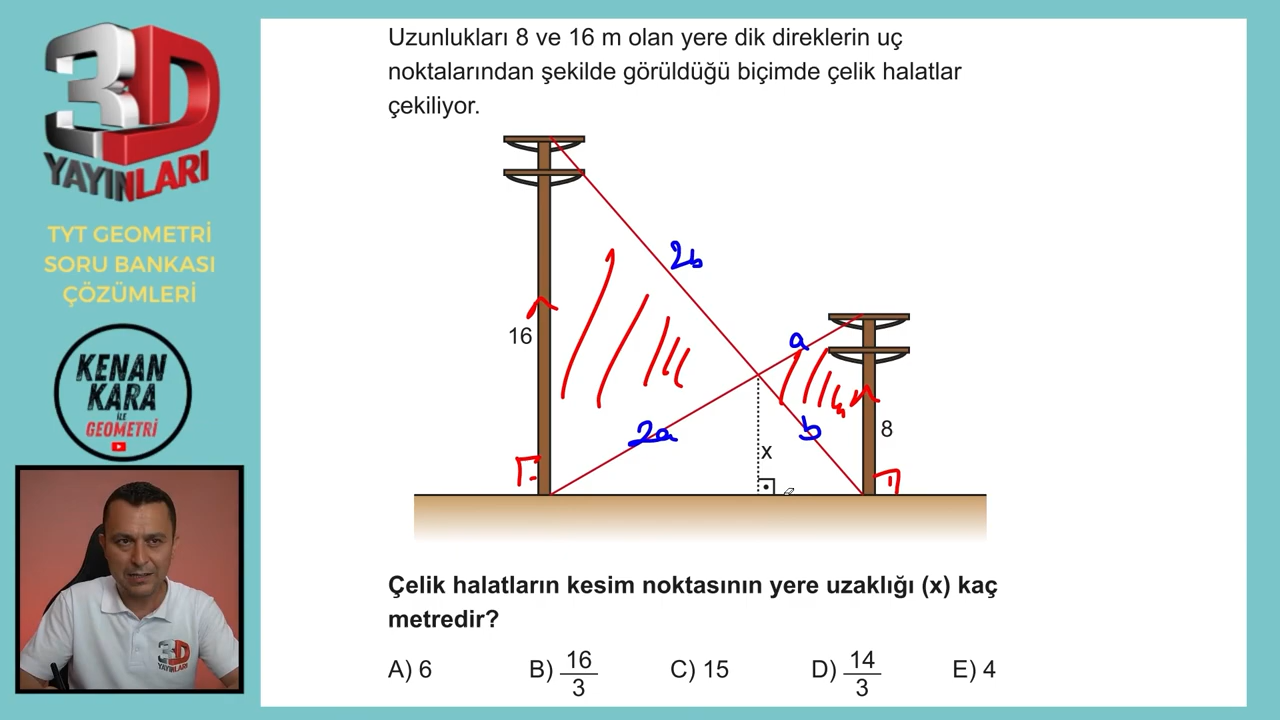 3D
YAYINLARI
TYT GEOMETRİ
SORU BANKASI
ÇÖZÜMLERİ
KENAN
KARA
İLE
GEOMETRİ
3D
YAYINLARI
Uzunlukları 8 ve 16 m olan yere dik direklerin uç
noktalarından şekilde görüldüğü biçimde çelik halatlar
çekiliyor.
2b
16
a
2a
b
8
x
Çelik halatların kesim noktasının yere uzaklığı (x) kaç
metredir?
A) 6 B) 16/3 C) 15 D) 14/3 E) 4